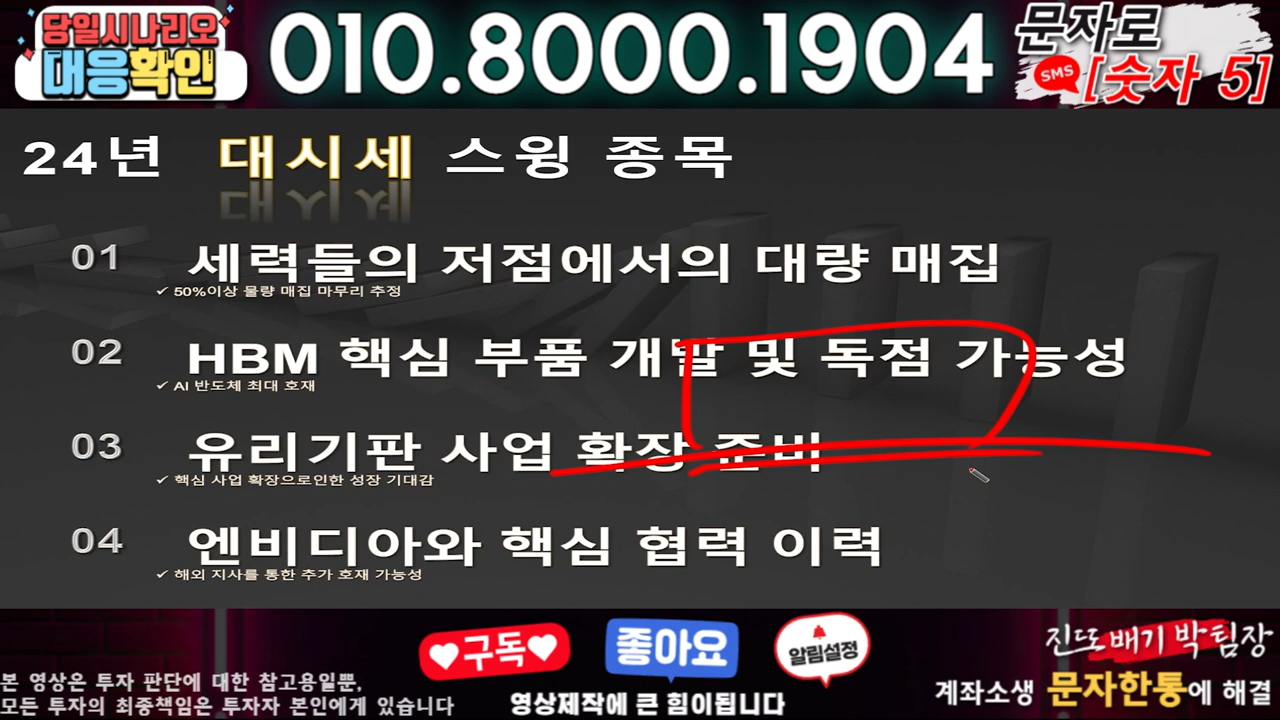 당일시나리오
대응확인
010.8000.1904
문자로
SMS [숫자 5]
24년 대시세 스윙 종목
01 세력들의 저점에서의 대량 매집
✓ 50%이상 물량 매집 마무리 추정
02 HBM 핵심 부품 개발 및 독점 가능성
✓ AI 반도체 최대 호재
03 유리기판 사업 확장 준비
✓ 핵심 사업 확장으로인한 성장 기대감
04 엔비디아와 핵심 협력 이력
✓ 해외 지사를 통한 추가 호재 가능성
구독 좋아요 알림설정
영상제작에 큰 힘이됩니다
본 영상은 투자 판단에 대한 참고용일뿐,
모든 투자의 최종책임은 투자자 본인에게 있습니다
진또배기 박팀장
계좌소생 문자한통에 해결